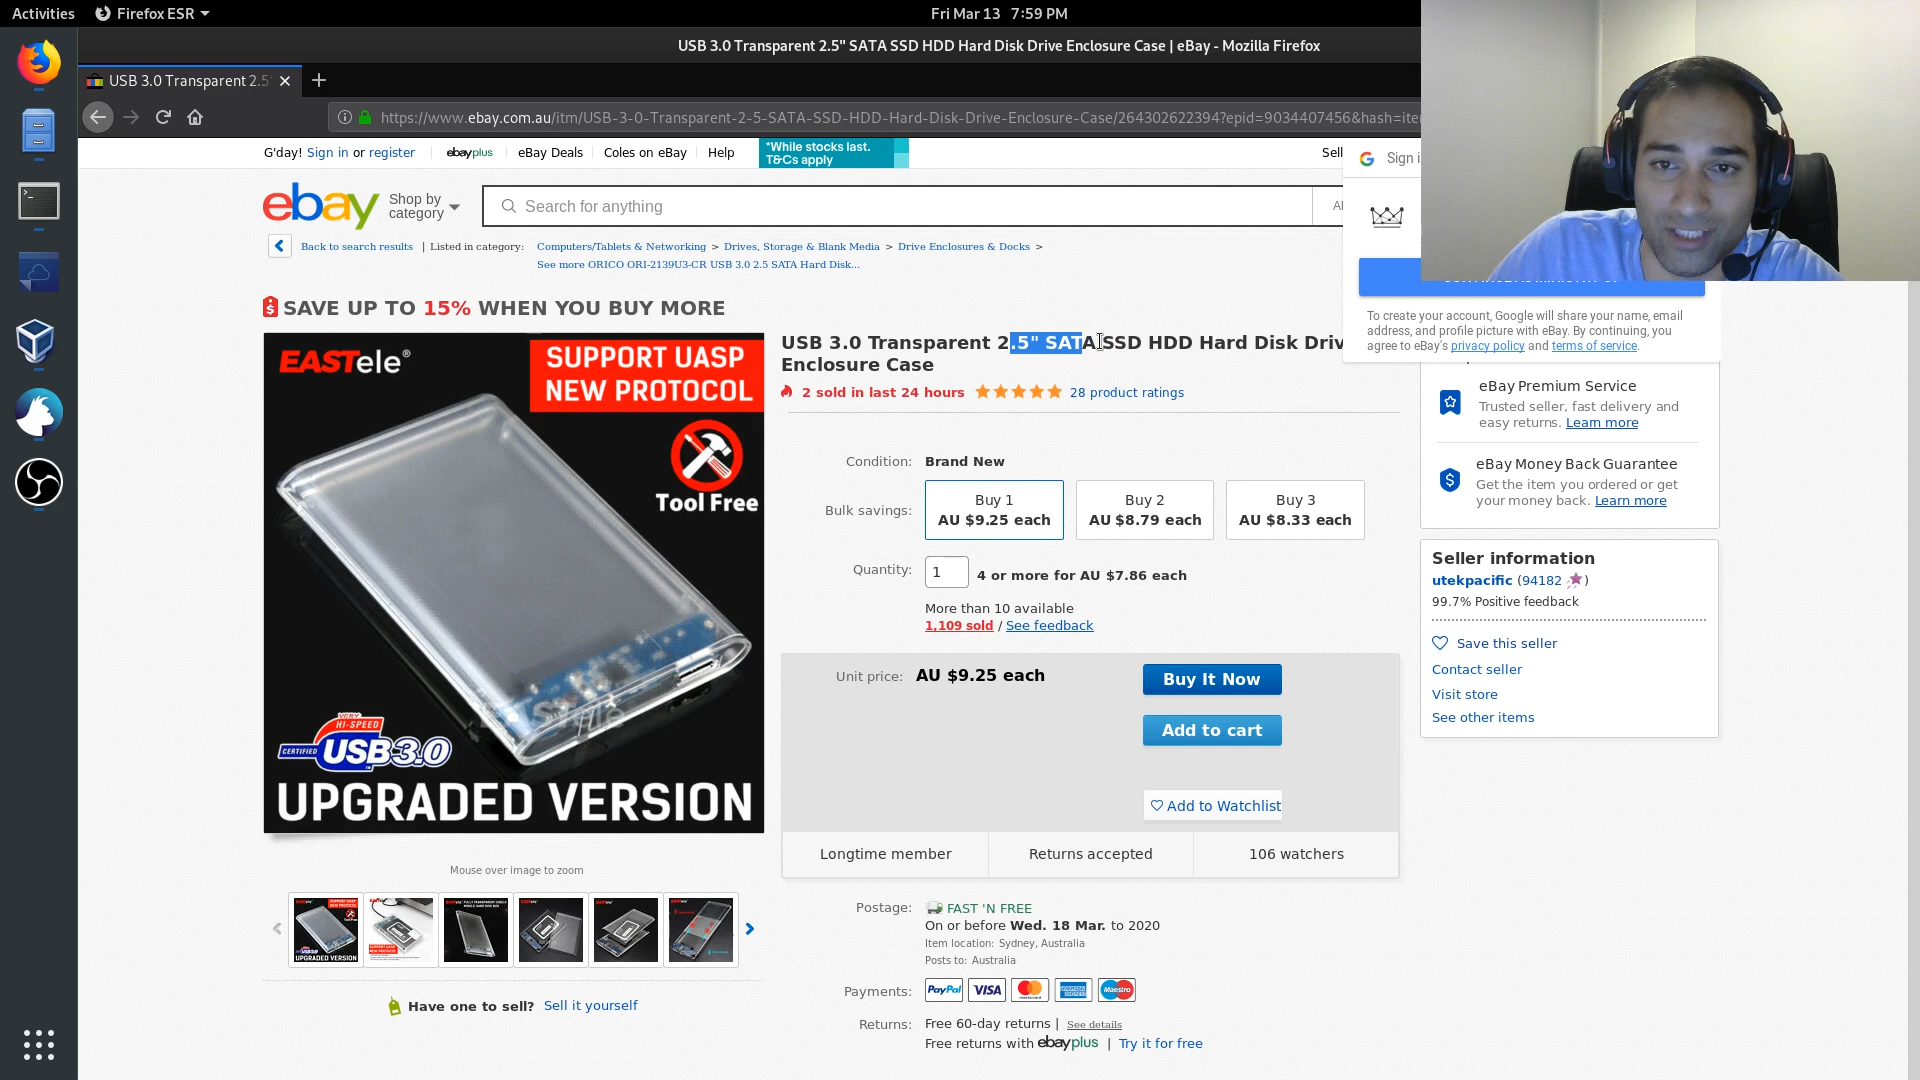 Activities
Firefox ESR
Fri Mar 13 7:59 PM
USB 3.0 Transparent 2.5" SATA SSD HDD Hard Disk Drive Enclosure Case | eBay - Mozilla Firefox
USB 3.0 Transparent 2.5"
https://www.ebay.com.au/itm/USB-3-0-Transparent-2-5-SATA-SSD-HDD-Hard-Disk-Drive-Enclosure-Case/264302622394?epid=9034407456&hash=iter
G'day! Sign in or register
ebayplus
eBay Deals
Coles on eBay
Help
*While stocks last.
T&Cs apply
Sell
Sign i
ebay
Shop by
category
Search for anything
Al
Back to search results | Listed in category:
Computers/Tablets & Networking > Drives, Storage & Blank Media > Drive Enclosures & Docks >
See more ORICO ORI-2139U3-CR USB 3.0 2.5 SATA Hard Disk...
To create your account, Google will share your name, email
address, and profile picture with eBay. By continuing, you
agree to eBay's privacy policy and terms of service.
SAVE UP TO 15% WHEN YOU BUY MORE
EASTele®
SUPPORT UASP
NEW PROTOCOL
Tool Free
VERY
HI-SPEED
CERTIFIED
USB3.0
UPGRADED VERSION
Mouse over image to zoom
Have one to sell? Sell it yourself
USB 3.0 Transparent 2.5" SATA SSD HDD Hard Disk Driv
Enclosure Case
2 sold in last 24 hours
28 product ratings
Condition: Brand New
Bulk savings:
Buy 1
AU $9.25 each
Buy 2
AU $8.79 each
Buy 3
AU $8.33 each
Quantity: 1
4 or more for AU $7.86 each
More than 10 available
1,109 sold / See feedback
Unit price: AU $9.25 each
Buy It Now
Add to cart
Add to Watchlist
Longtime member
Returns accepted
106 watchers
Postage: FAST 'N FREE
On or before Wed. 18 Mar. to 2020
Item location: Sydney, Australia
Posts to: Australia
Payments: PayPal VISA mastercard Maestro
Returns: Free 60-day returns | See details
Free returns with ebayplus | Try it for free
eBay Premium Service
Trusted seller, fast delivery and
easy returns. Learn more
eBay Money Back Guarantee
Get the item you ordered or get
your money back. Learn more
Seller information
utekpacific (94182)
99.7% Positive feedback
Save this seller
Contact seller
Visit store
See other items